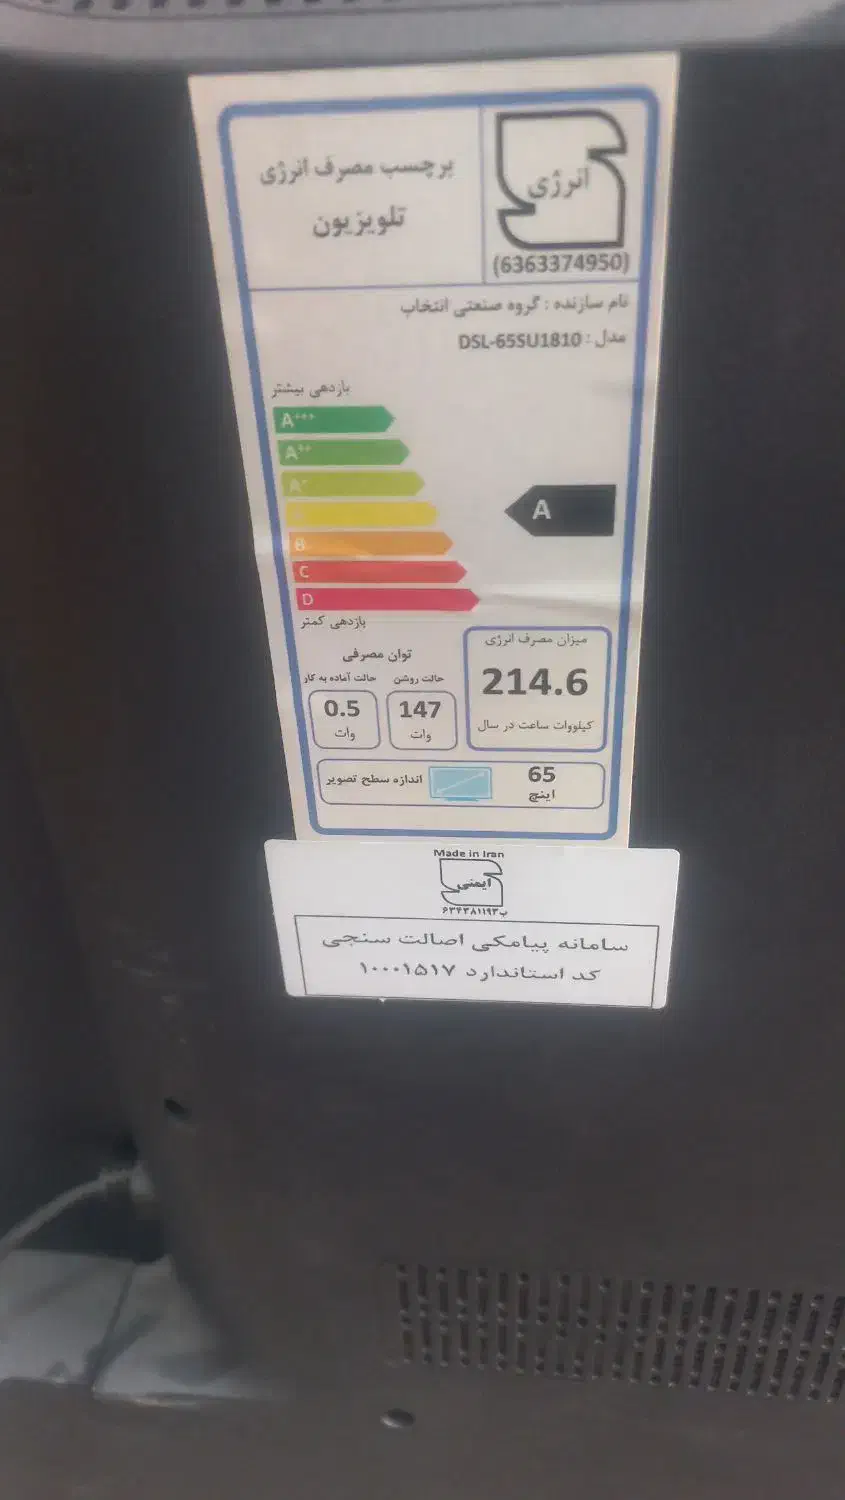 برچسب مصرف انرژی
تلویزیون
انرژی
(6363374950)
نام سازنده : گروه صنعتی انتخاب
مدل : DSL-65SU1810
بازدهی بیشتر
A+++
A++
A+
A
B
C
D
بازدهی کمتر
میزان مصرف انرژی
214.6
کیلووات ساعت در سال
توان مصرفی
حالت روشن
147
وات
حالت آماده به کار
0.5
وات
65
اینچ
اندازه سطح تصویر
Made in Iran
ایمنی
ب۶۳۴۳۸۱۱۹۳
سامانه پیامکی اصالت سنجی
کد استاندارد ۱۰۰۰۱۵۱۷